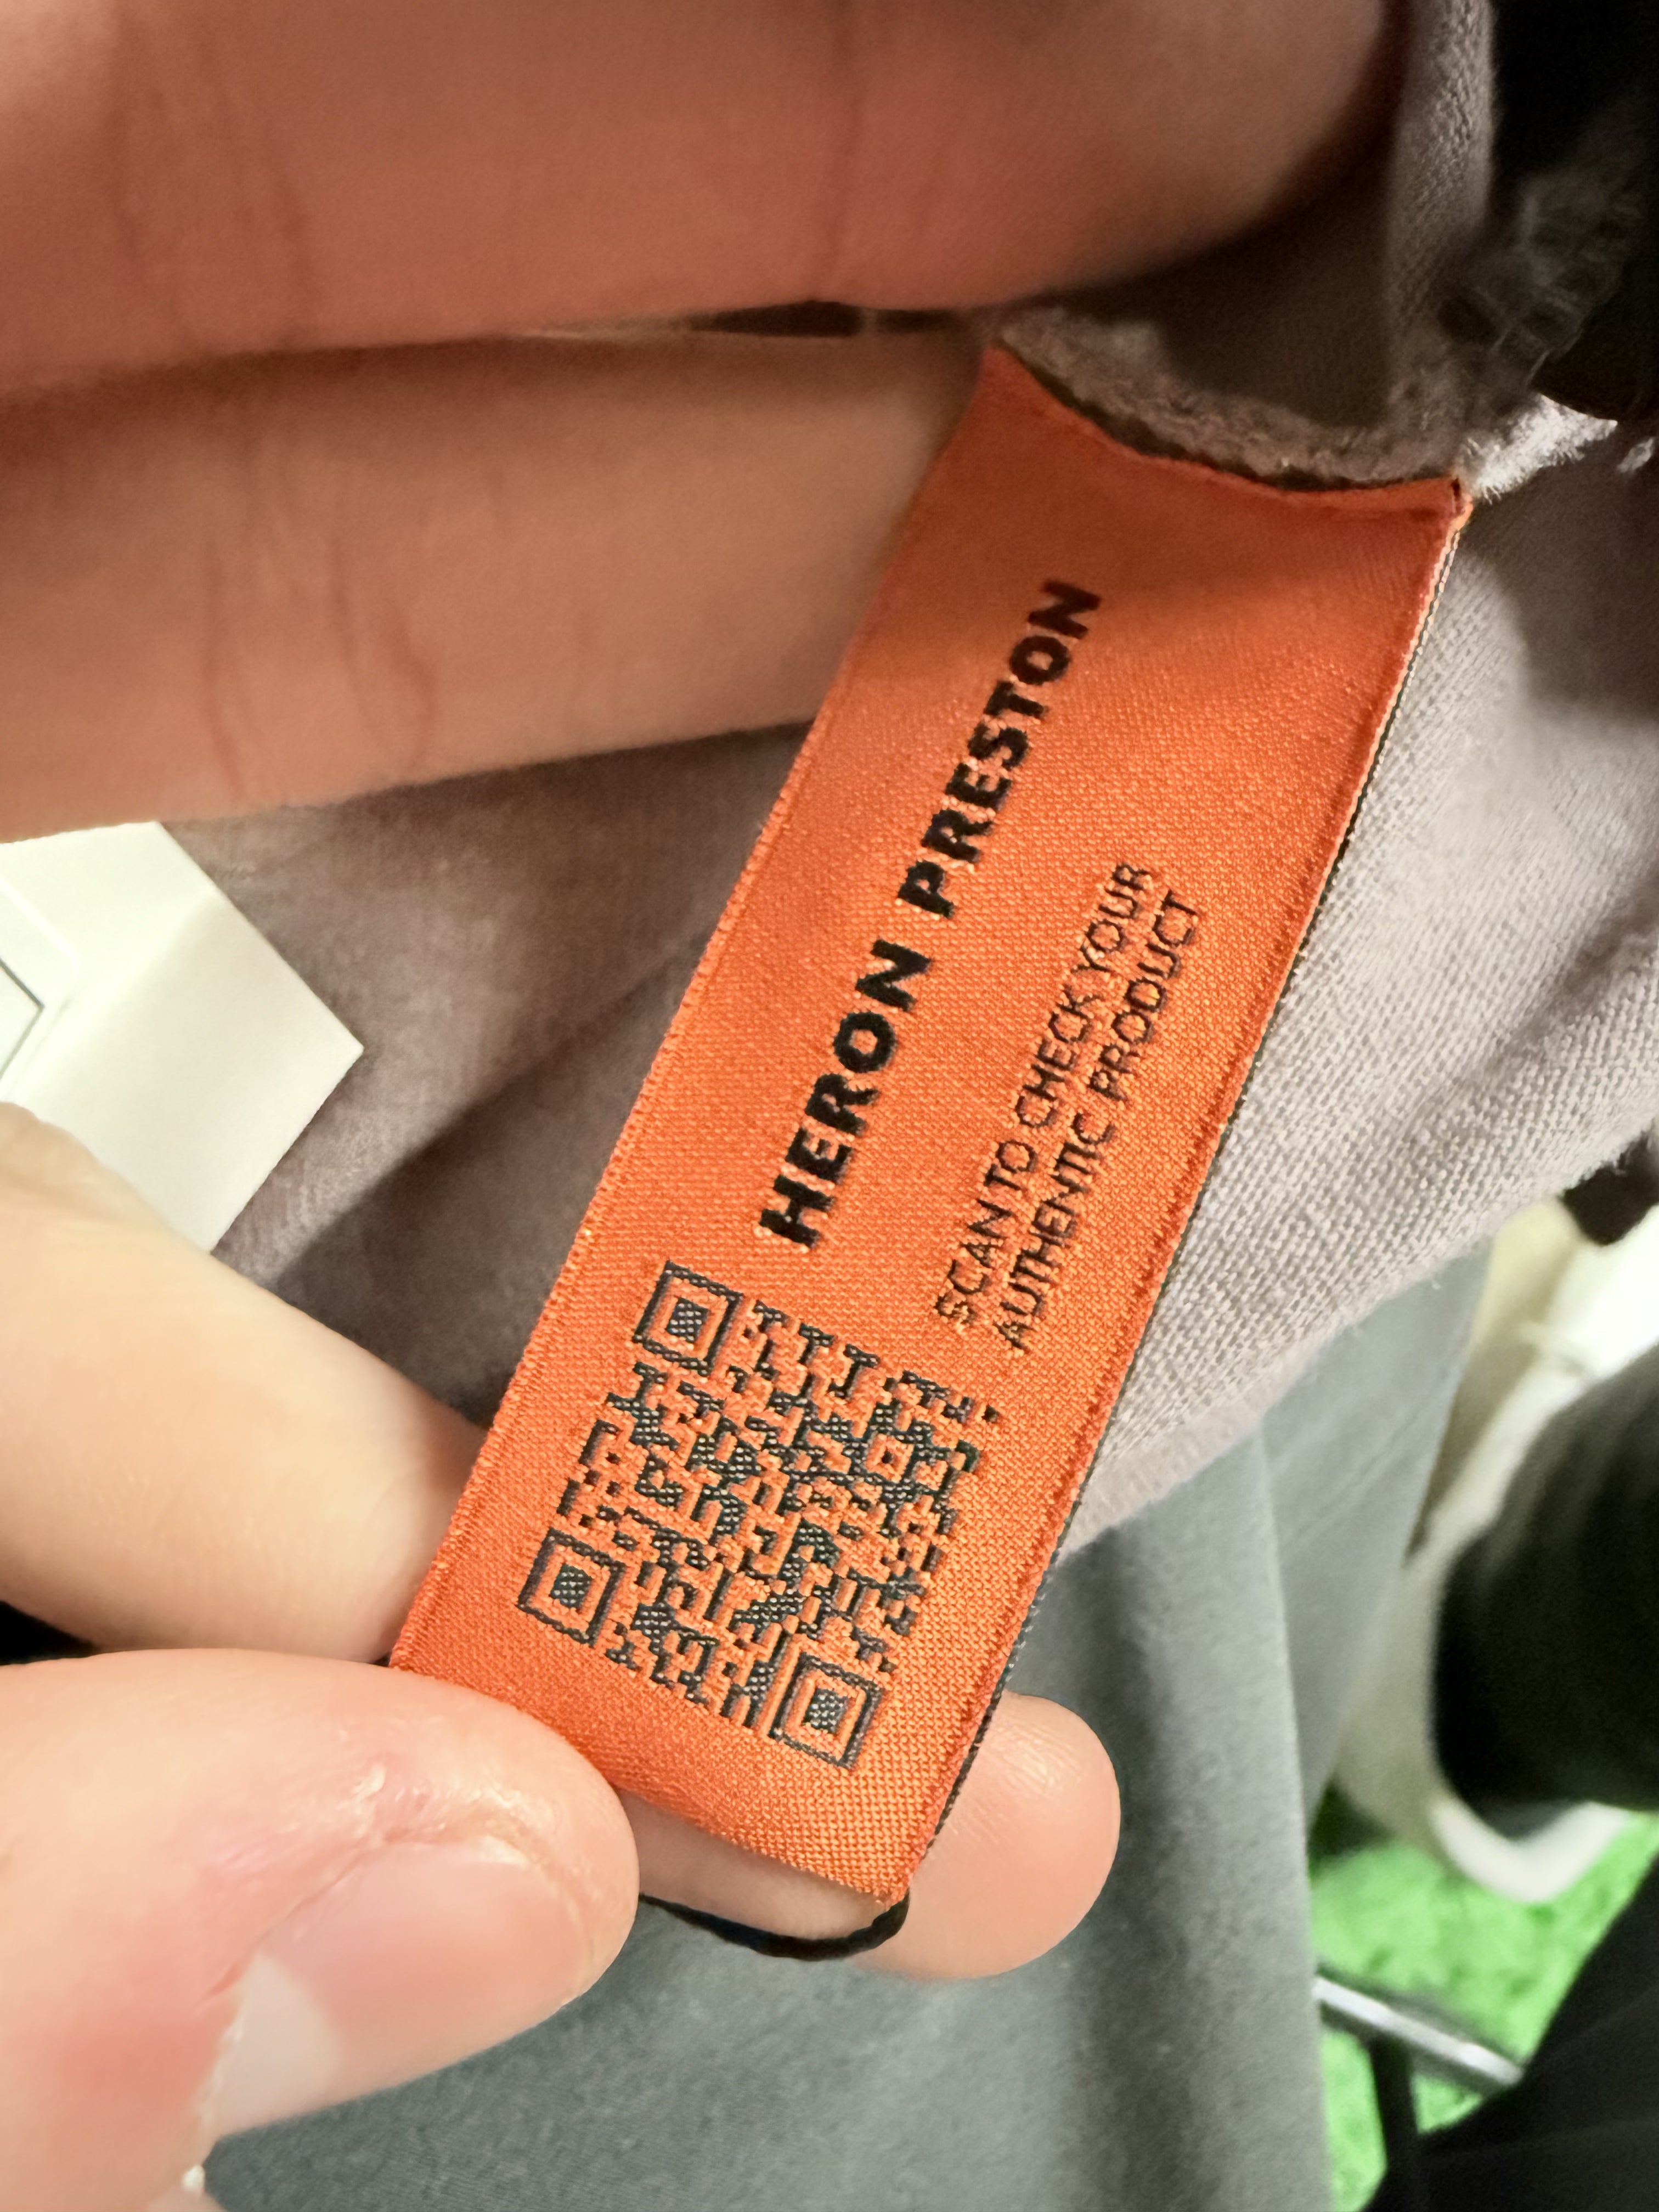 HERON PRESTON
SCAN TO CHECK YOUR
AUTHENTIC PRODUCT